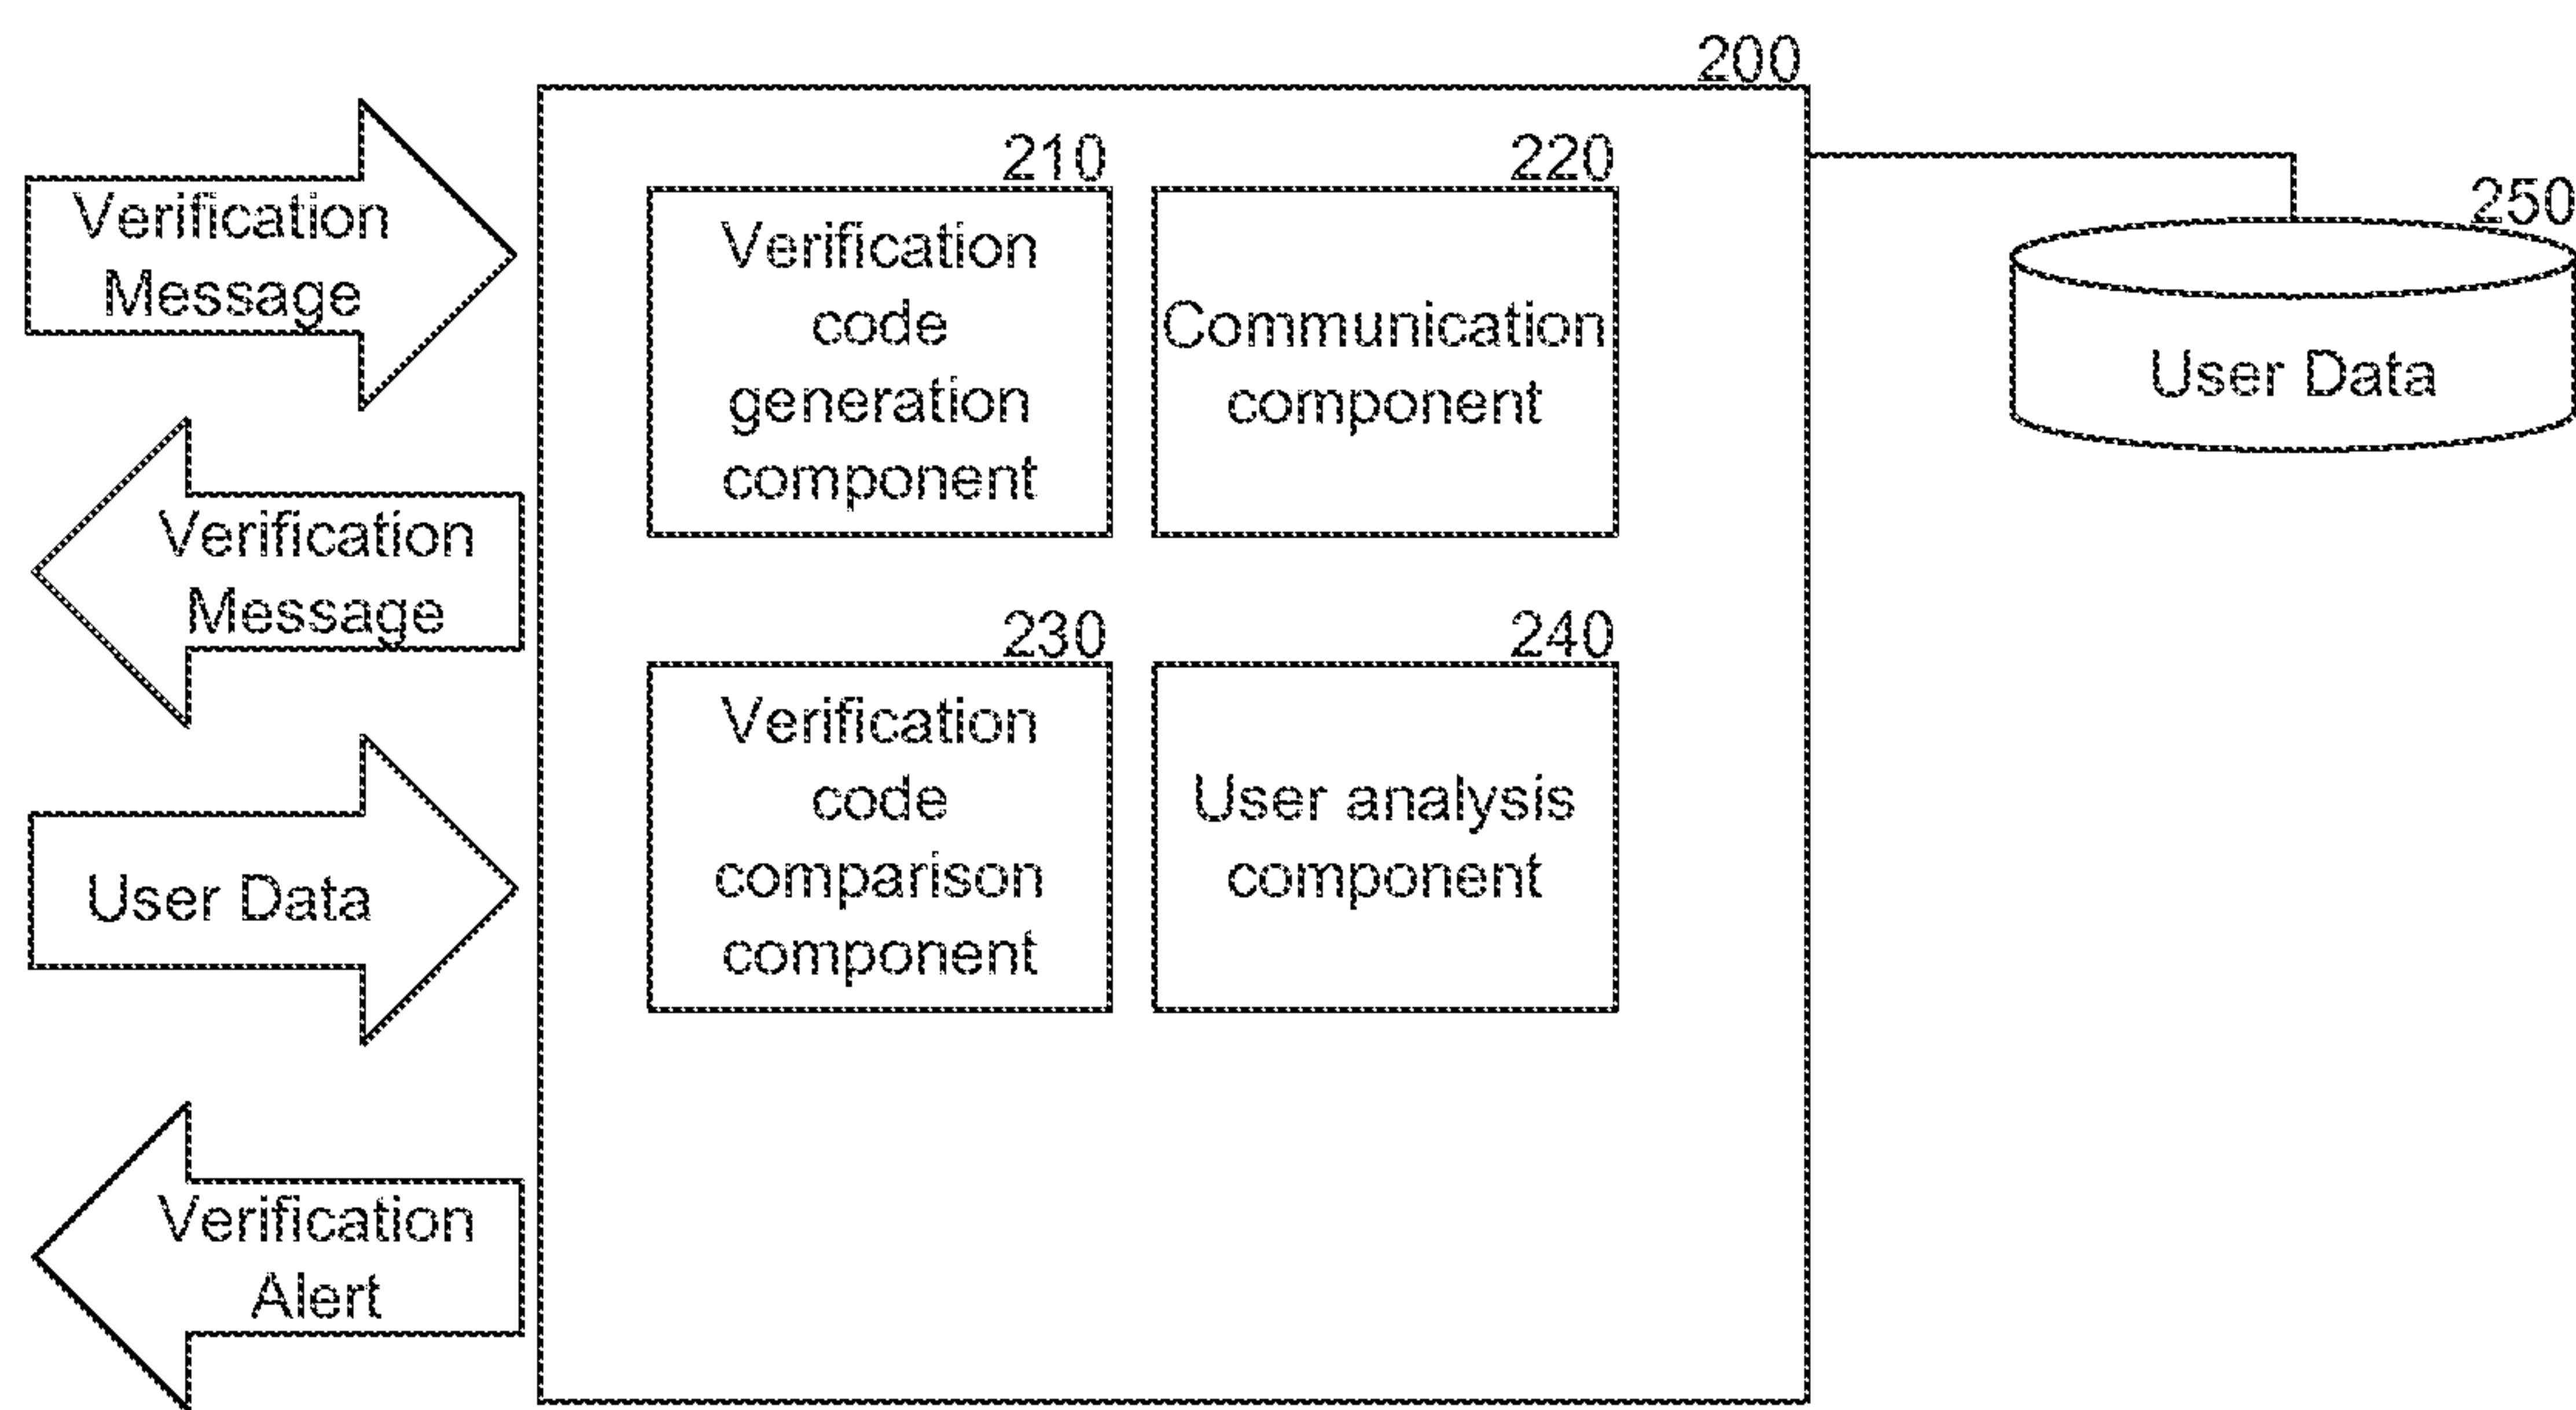 200
Verification
Message
Verification
Message
User Data
Verification
Alert
210
Verification
code
generation
component
220
Communication
component
230
Verification
code
comparison
component
240
User analysis
component
250
User Data